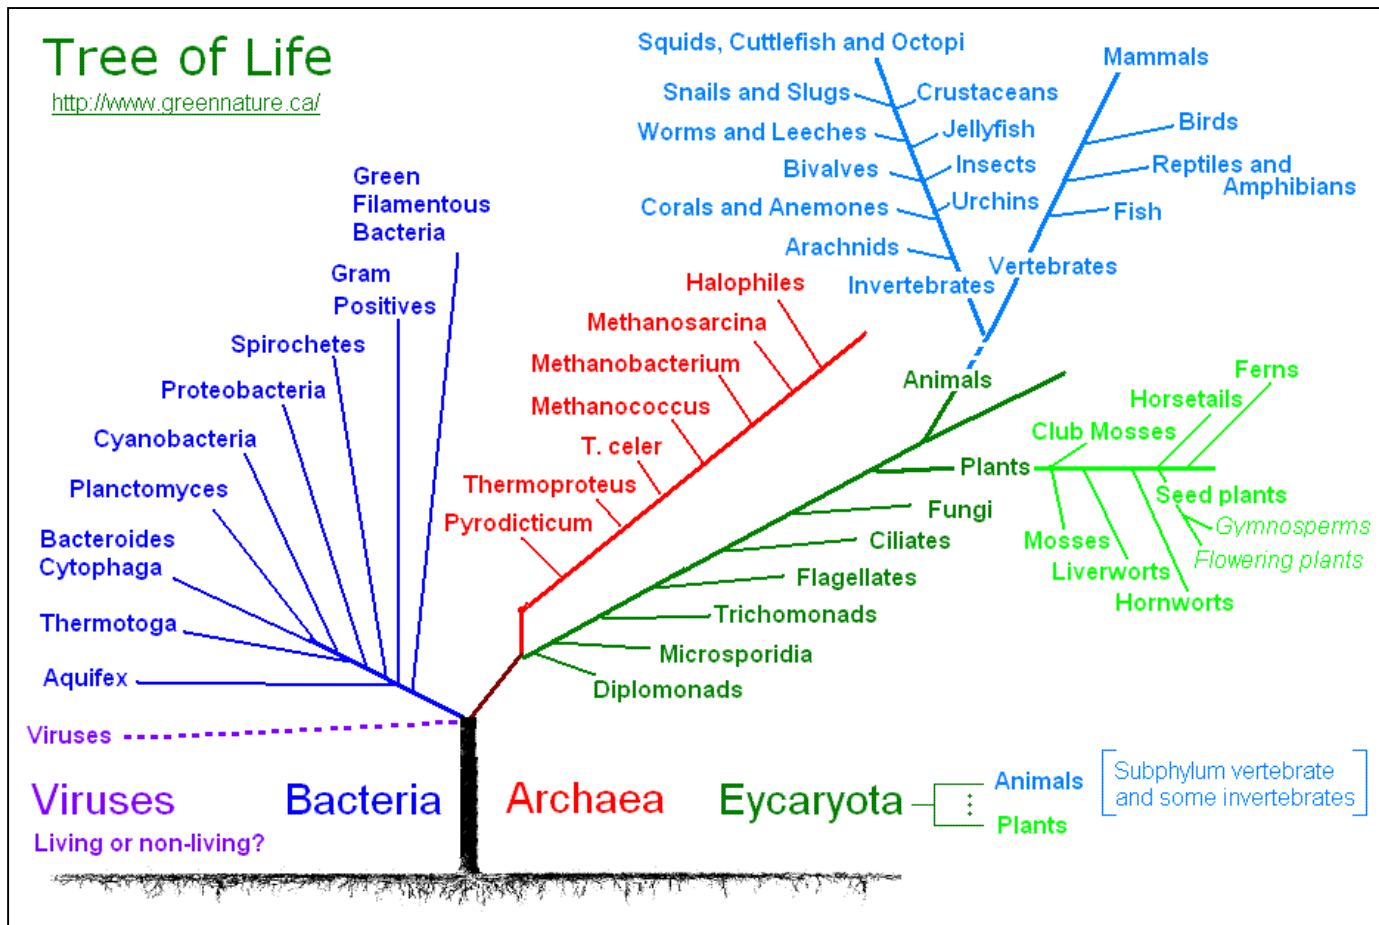 Tree of Life
http://www.greennature.ca/
Squids, Cuttlefish and Octopi
Mammals
Snails and Slugs
Crustaceans
Worms and Leeches
Jellyfish
Birds
Bivalves
Insects
Reptiles and
Amphibians
Corals and Anemones
Urchins
Fish
Arachnids
Invertebrates
Vertebrates
Green
Filamentous
Bacteria
Gram
Positives
Spirochetes
Proteobacteria
Cyanobacteria
Planctomyces
Bacteroides
Cytophaga
Thermotoga
Aquifex
Viruses
Halophiles
Methanosarcina
Methanobacterium
Methanococcus
T. celer
Thermoproteus
Pyrodicticum
Animals
Plants
Fungi
Ciliates
Flagellates
Trichomonads
Microsporidia
Diplomonads
Ferns
Horsetails
Club Mosses
Seed plants
Gymnosperms
Flowering plants
Mosses
Liverworts
Hornworts
Viruses
Living or non-living?
Bacteria
Archaea
Eycaryota
Animals
Plants
Subphylum vertebrate
and some invertebrates